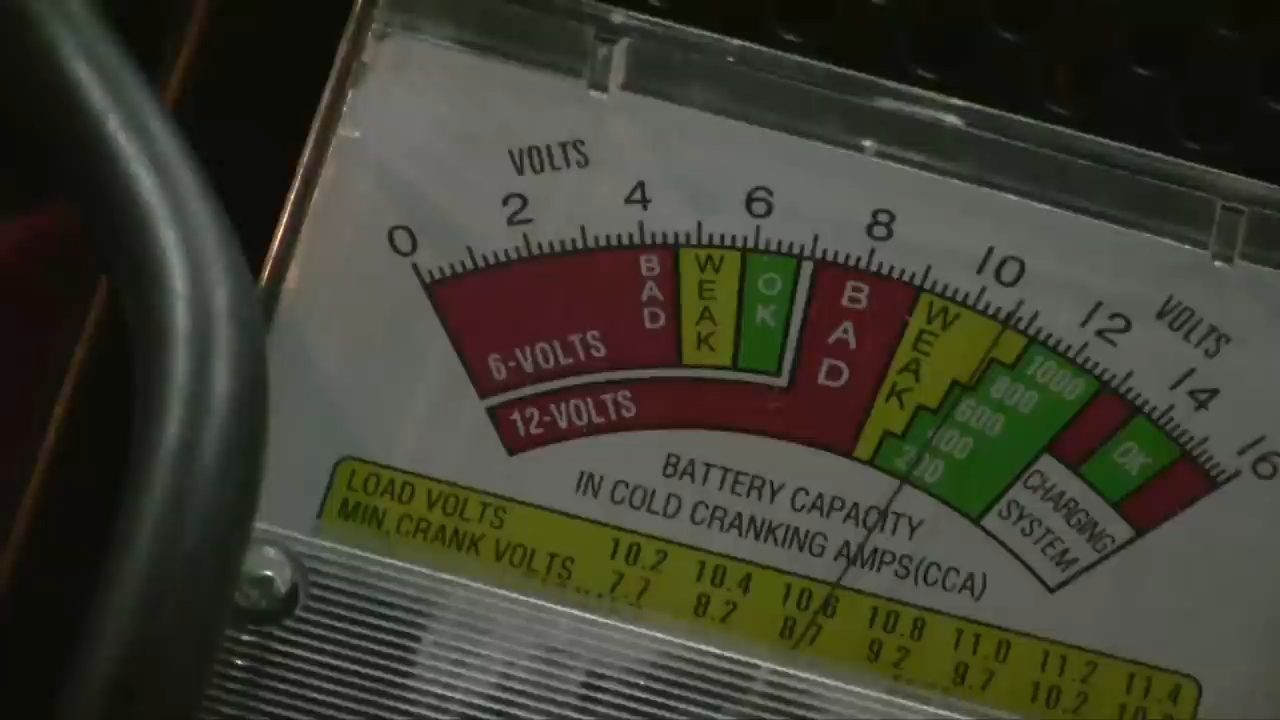 VOLTS
0 2 4 6 8 10 12 14 16
VOLTS
BAD
WEAK
OK
BAD
WEAK
6-VOLTS
12-VOLTS
1000
800
600
400
200
OK
CHARGING
SYSTEM
BATTERY CAPACITY
IN COLD CRANKING AMPS(CCA)
LOAD VOLTS 10.2 10.4 10.6 10.8 11.0 11.2 11.4
MIN.CRANK VOLTS 7.7 8.2 8.7 9.2 9.7 10.2